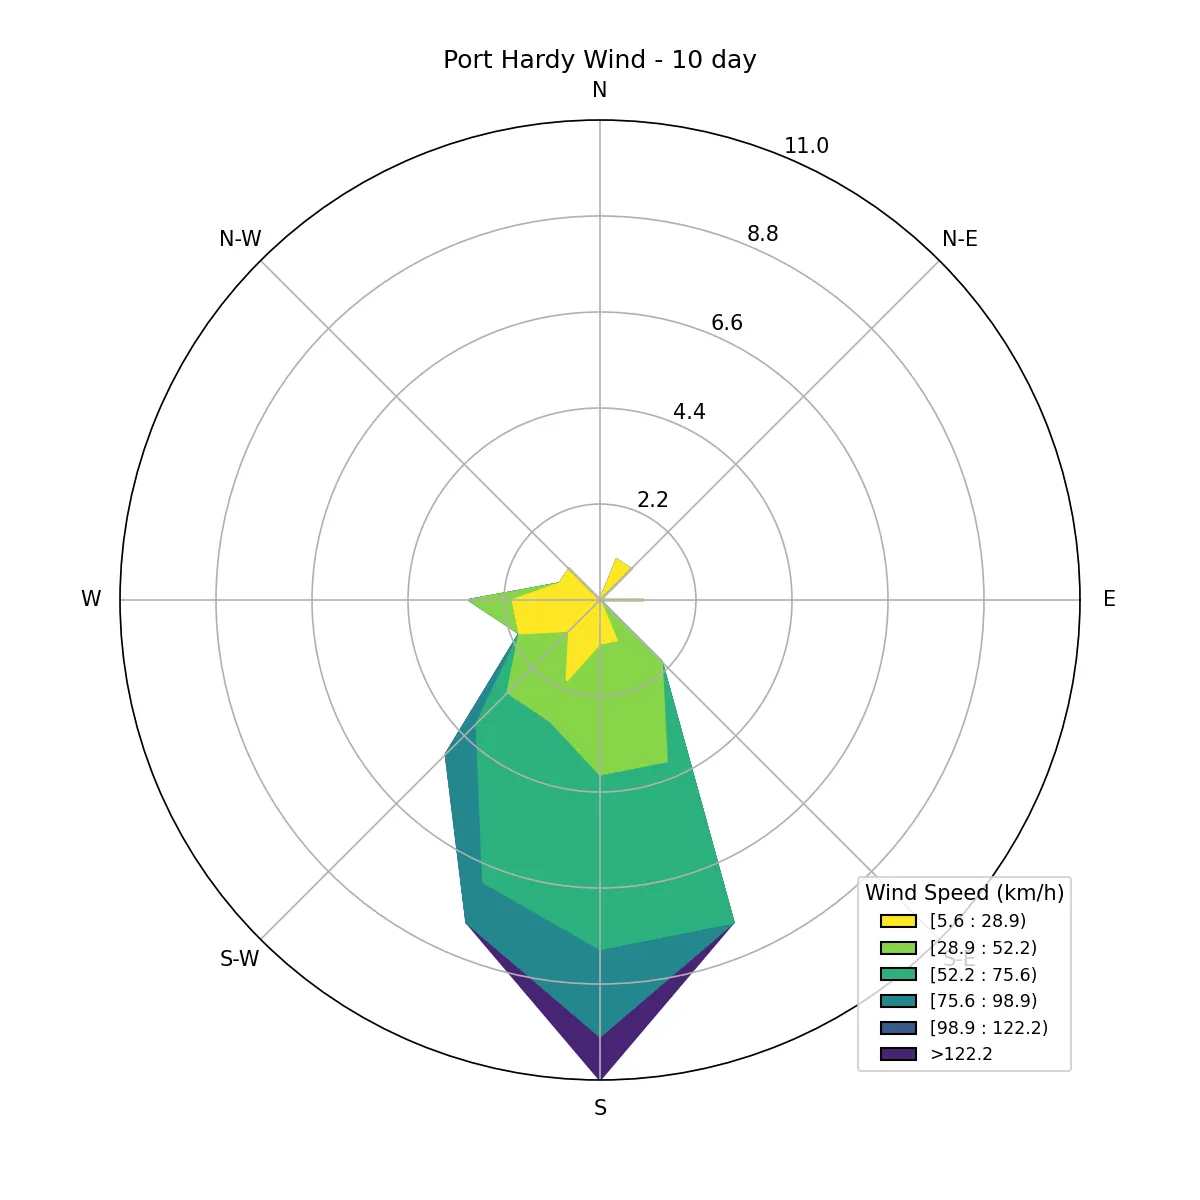 Port Hardy Wind - 10 day
N
11.0
N-W
8.8
N-E
6.6
4.4
2.2
W
E
S-W
S-E
S
Wind Speed (km/h)
[5.6 : 28.9)
[28.9 : 52.2)
[52.2 : 75.6)
[75.6 : 98.9)
[98.9 : 122.2)
>122.2